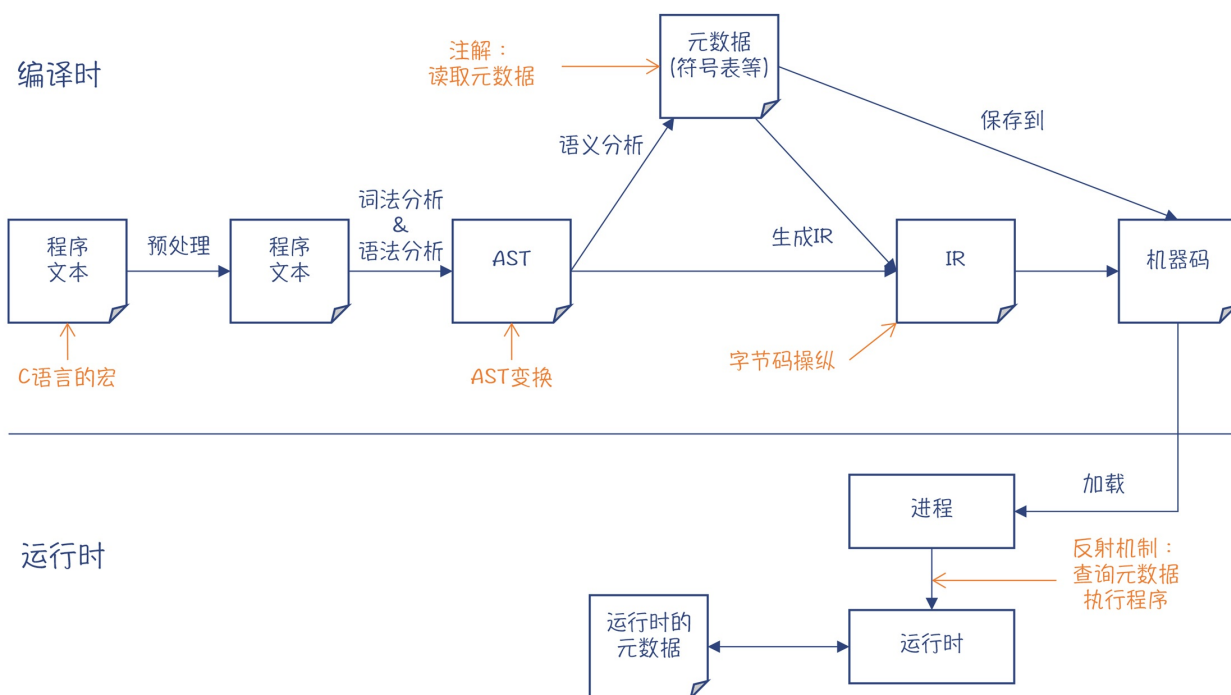 元数据
(符号表等)
注解：
读取元数据
编译时
保存到
语义分析
词法分析
&
语法分析
程序
文本
预处理
程序
文本
AST
生成IR
IR
机器码
C语言的宏
AST变换
字节码操纵
加载
进程
运行时
反射机制：
查询元数据
执行程序
运行时的
元数据
运行时